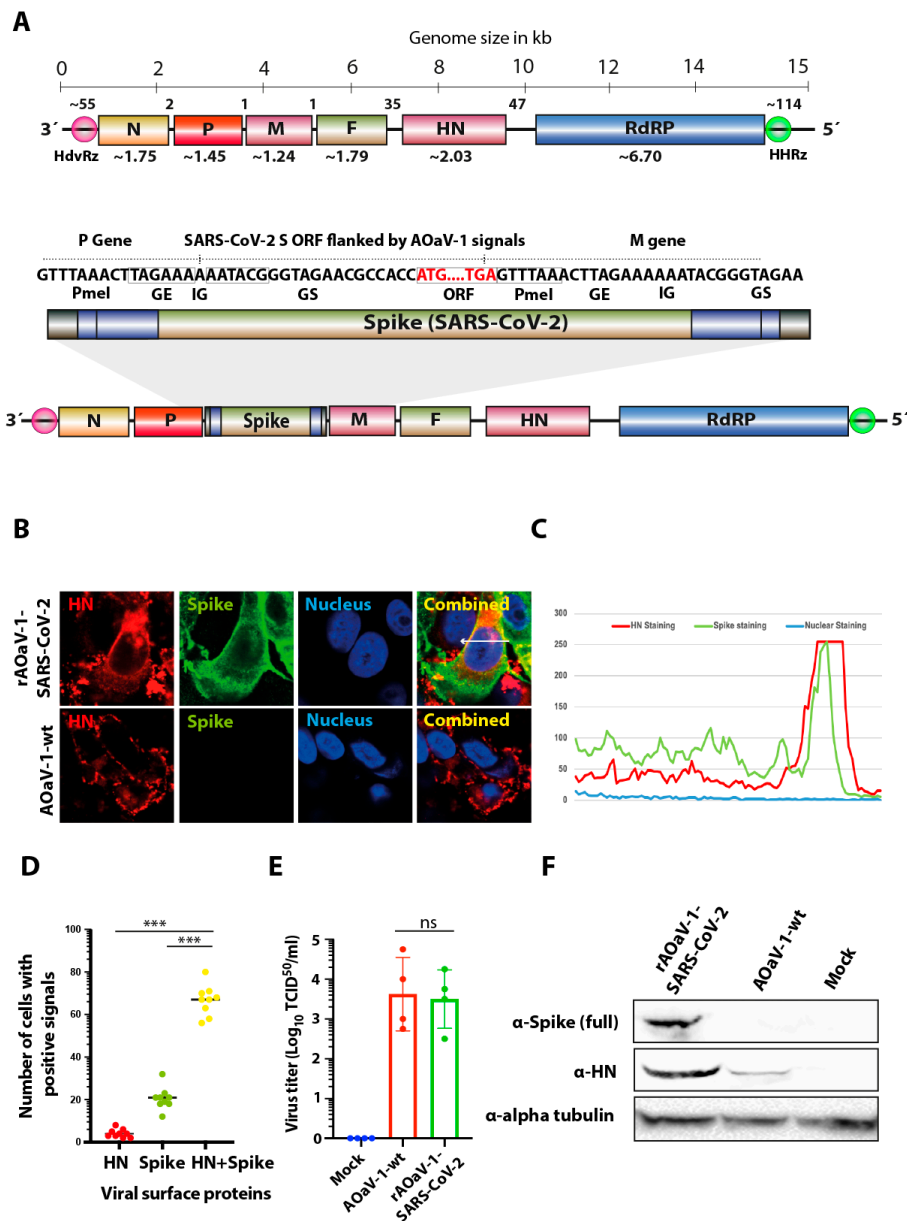 A
Genome size in kb
0 2 4 6 8 10 12 15
~55 2 1 1 35 47 ~114
3´ N P M F HN RdRP 5´
HdvRz ~1.75 ~1.45 ~1.24 ~1.79 ~2.03 ~6.70 HHRz
P Gene SARS-CoV-2 S ORF flanked by AOaV-1 signals M gene
GTTTAAACTTAGAAAAAATACGGGTAGAACGCCACCATG....TGAGTTTAAACTTAGAAAAAATACGGGTAGAA
PmeI GE IG GS ORF PmeI GE IG GS
Spike (SARS-CoV-2)
3´ N P Spike M F HN RdRP 5´
B
rAOaV-1-
SARS-CoV-2
HN Spike Nucleus Combined
AOaV-1-wt
HN Spike Nucleus Combined
C
300
250
200
150
100
50
0
HN Staining Spike staining Nuclear Staining
D
Number of cells with
positive signals
100
80
60
40
20
0
*** 
***
HN Spike HN+Spike
Viral surface proteins
E
Virus titer (Log10 TCID50/ml)
5
4
3
2
1
0
ns
Mock
AOaV-1-wt
rAOaV-1-
SARS-CoV-2
F
rAOaV-1-
SARS-CoV-2
AOaV-1-wt
Mock
α-Spike (full)
α-HN
α-alpha tubulin